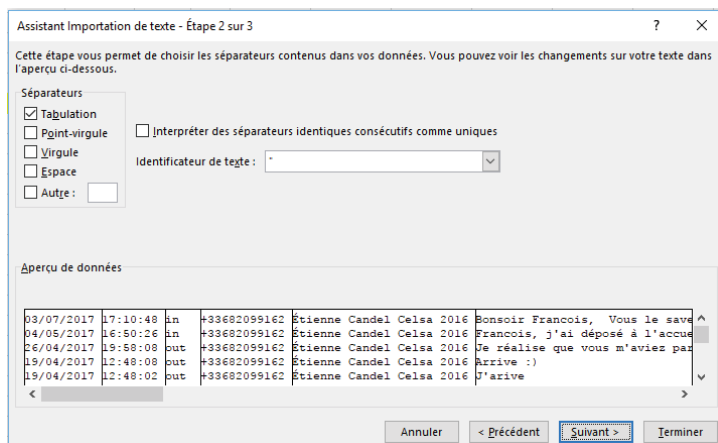 Assistant Importation de texte - Étape 2 sur 3 ? X
Cette étape vous permet de choisir les séparateurs contenus dans vos données. Vous pouvez voir les changements sur votre texte dans
l'aperçu ci-dessous.
Séparateurs
Tabulation
Point-virgule
Virgule
Espace
Autre :
Interpréter des séparateurs identiques consécutifs comme uniques
Identificateur de texte : "
Aperçu de données
03/07/2017 17:10:48 in +33682099162 Étienne Candel Celsa 2016 Bonsoir Francois, Vous le save
04/05/2017 16:50:26 in +33682099162 Étienne Candel Celsa 2016 Francois, j'ai déposé à l'accue
26/04/2017 19:58:08 out +33682099162 Étienne Candel Celsa 2016 Je réalise que vous m'aviez par
19/04/2017 12:48:08 out +33682099162 Étienne Candel Celsa 2016 Arrive :)
19/04/2017 12:48:02 out +33682099162 Étienne Candel Celsa 2016 J'arive
Annuler < Précédent Suivant > Terminer